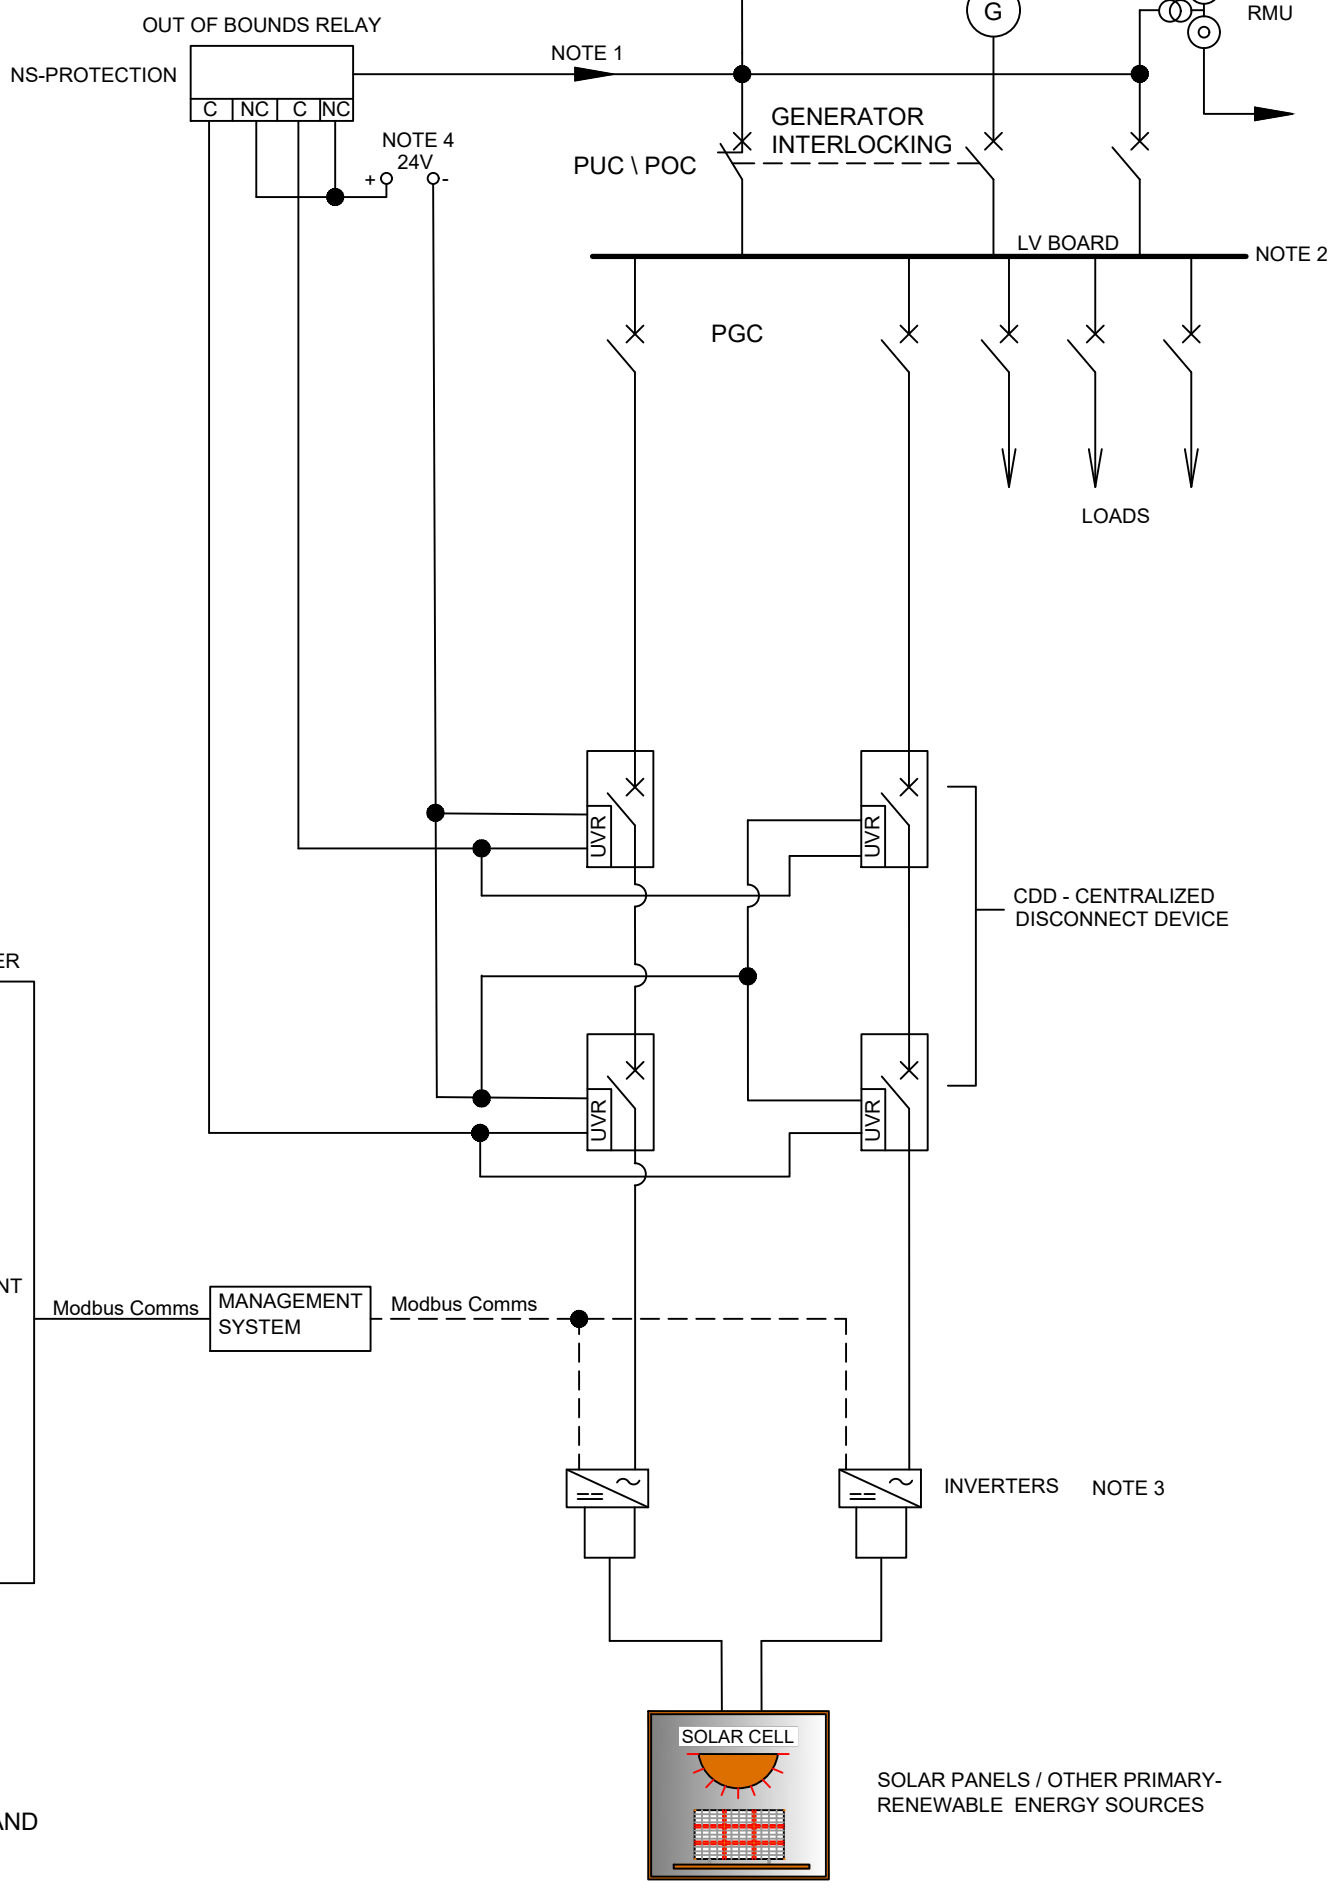 OUT OF BOUNDS RELAY
NS-PROTECTION
C NC C NC
NOTE 1
NOTE 4
24V
+ -
G
RMU
GENERATOR
INTERLOCKING
PUC \ POC
LV BOARD
NOTE 2
PGC
LOADS
UVR
UVR
CDD - CENTRALIZED
DISCONNECT DEVICE
ER
UVR
UVR
NT
Modbus Comms
MANAGEMENT
SYSTEM
Modbus Comms
INVERTERS NOTE 3
SOLAR CELL
SOLAR PANELS / OTHER PRIMARY-
RENEWABLE ENERGY SOURCES
AND